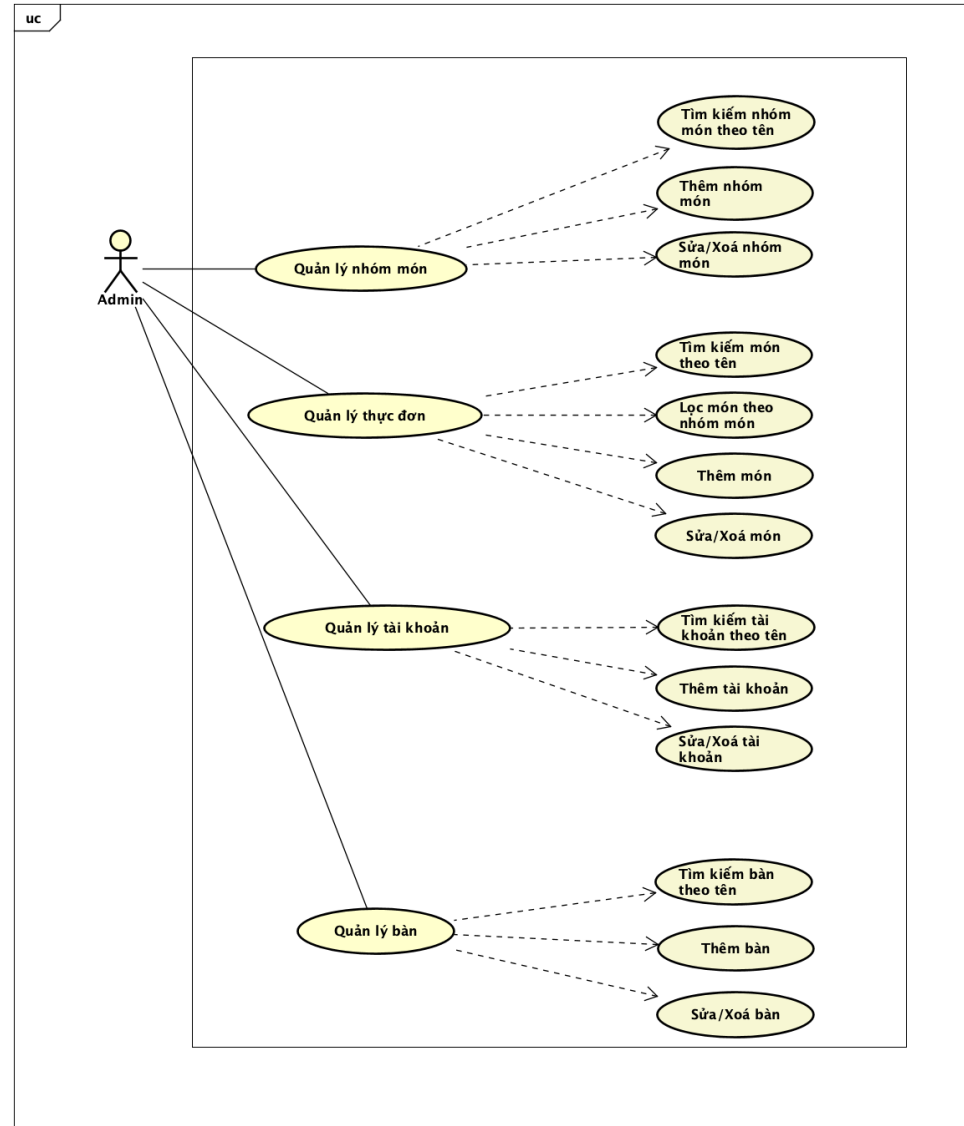 uc
Tìm kiếm nhóm
món theo tên
Thêm nhóm
món
Sửa/Xoá nhóm
món
Quản lý nhóm món
Admin
Tìm kiếm món
theo tên
Lọc món theo
nhóm món
Quản lý thực đơn
Thêm món
Sửa/Xoá món
Tìm kiếm tài
khoản theo tên
Quản lý tài khoản
Thêm tài khoản
Sửa/Xoá tài
khoản
Tìm kiếm bàn
theo tên
Quản lý bàn
Thêm bàn
Sửa/Xoá bàn